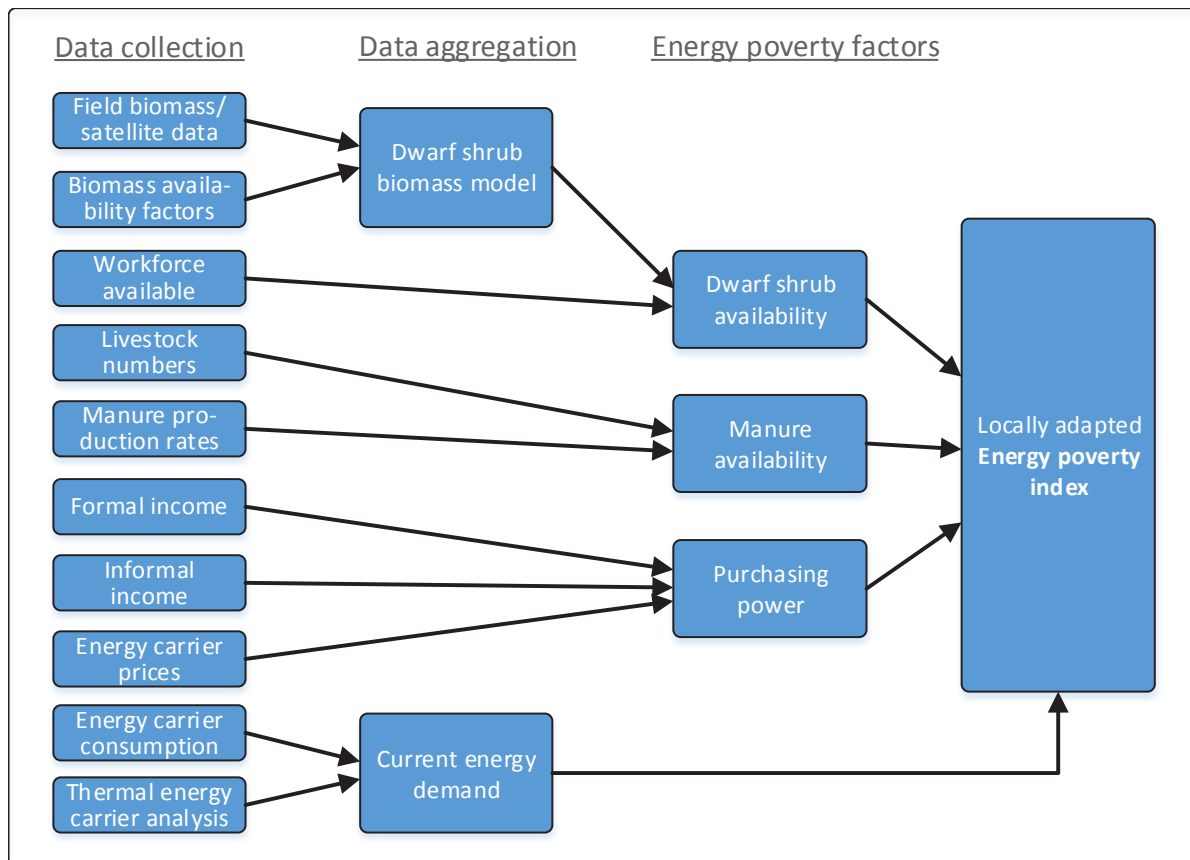 Data collection
Data aggregation
Energy poverty factors
Field biomass/
satellite data
Biomass availa-
bility factors
Workforce
available
Livestock
numbers
Manure pro-
duction rates
Formal income
Informal
income
Energy carrier
prices
Energy carrier
consumption
Thermal energy
carrier analysis
Dwarf shrub
biomass model
Current energy
demand
Dwarf shrub
availability
Manure
availability
Purchasing
power
Locally adapted
Energy poverty
index